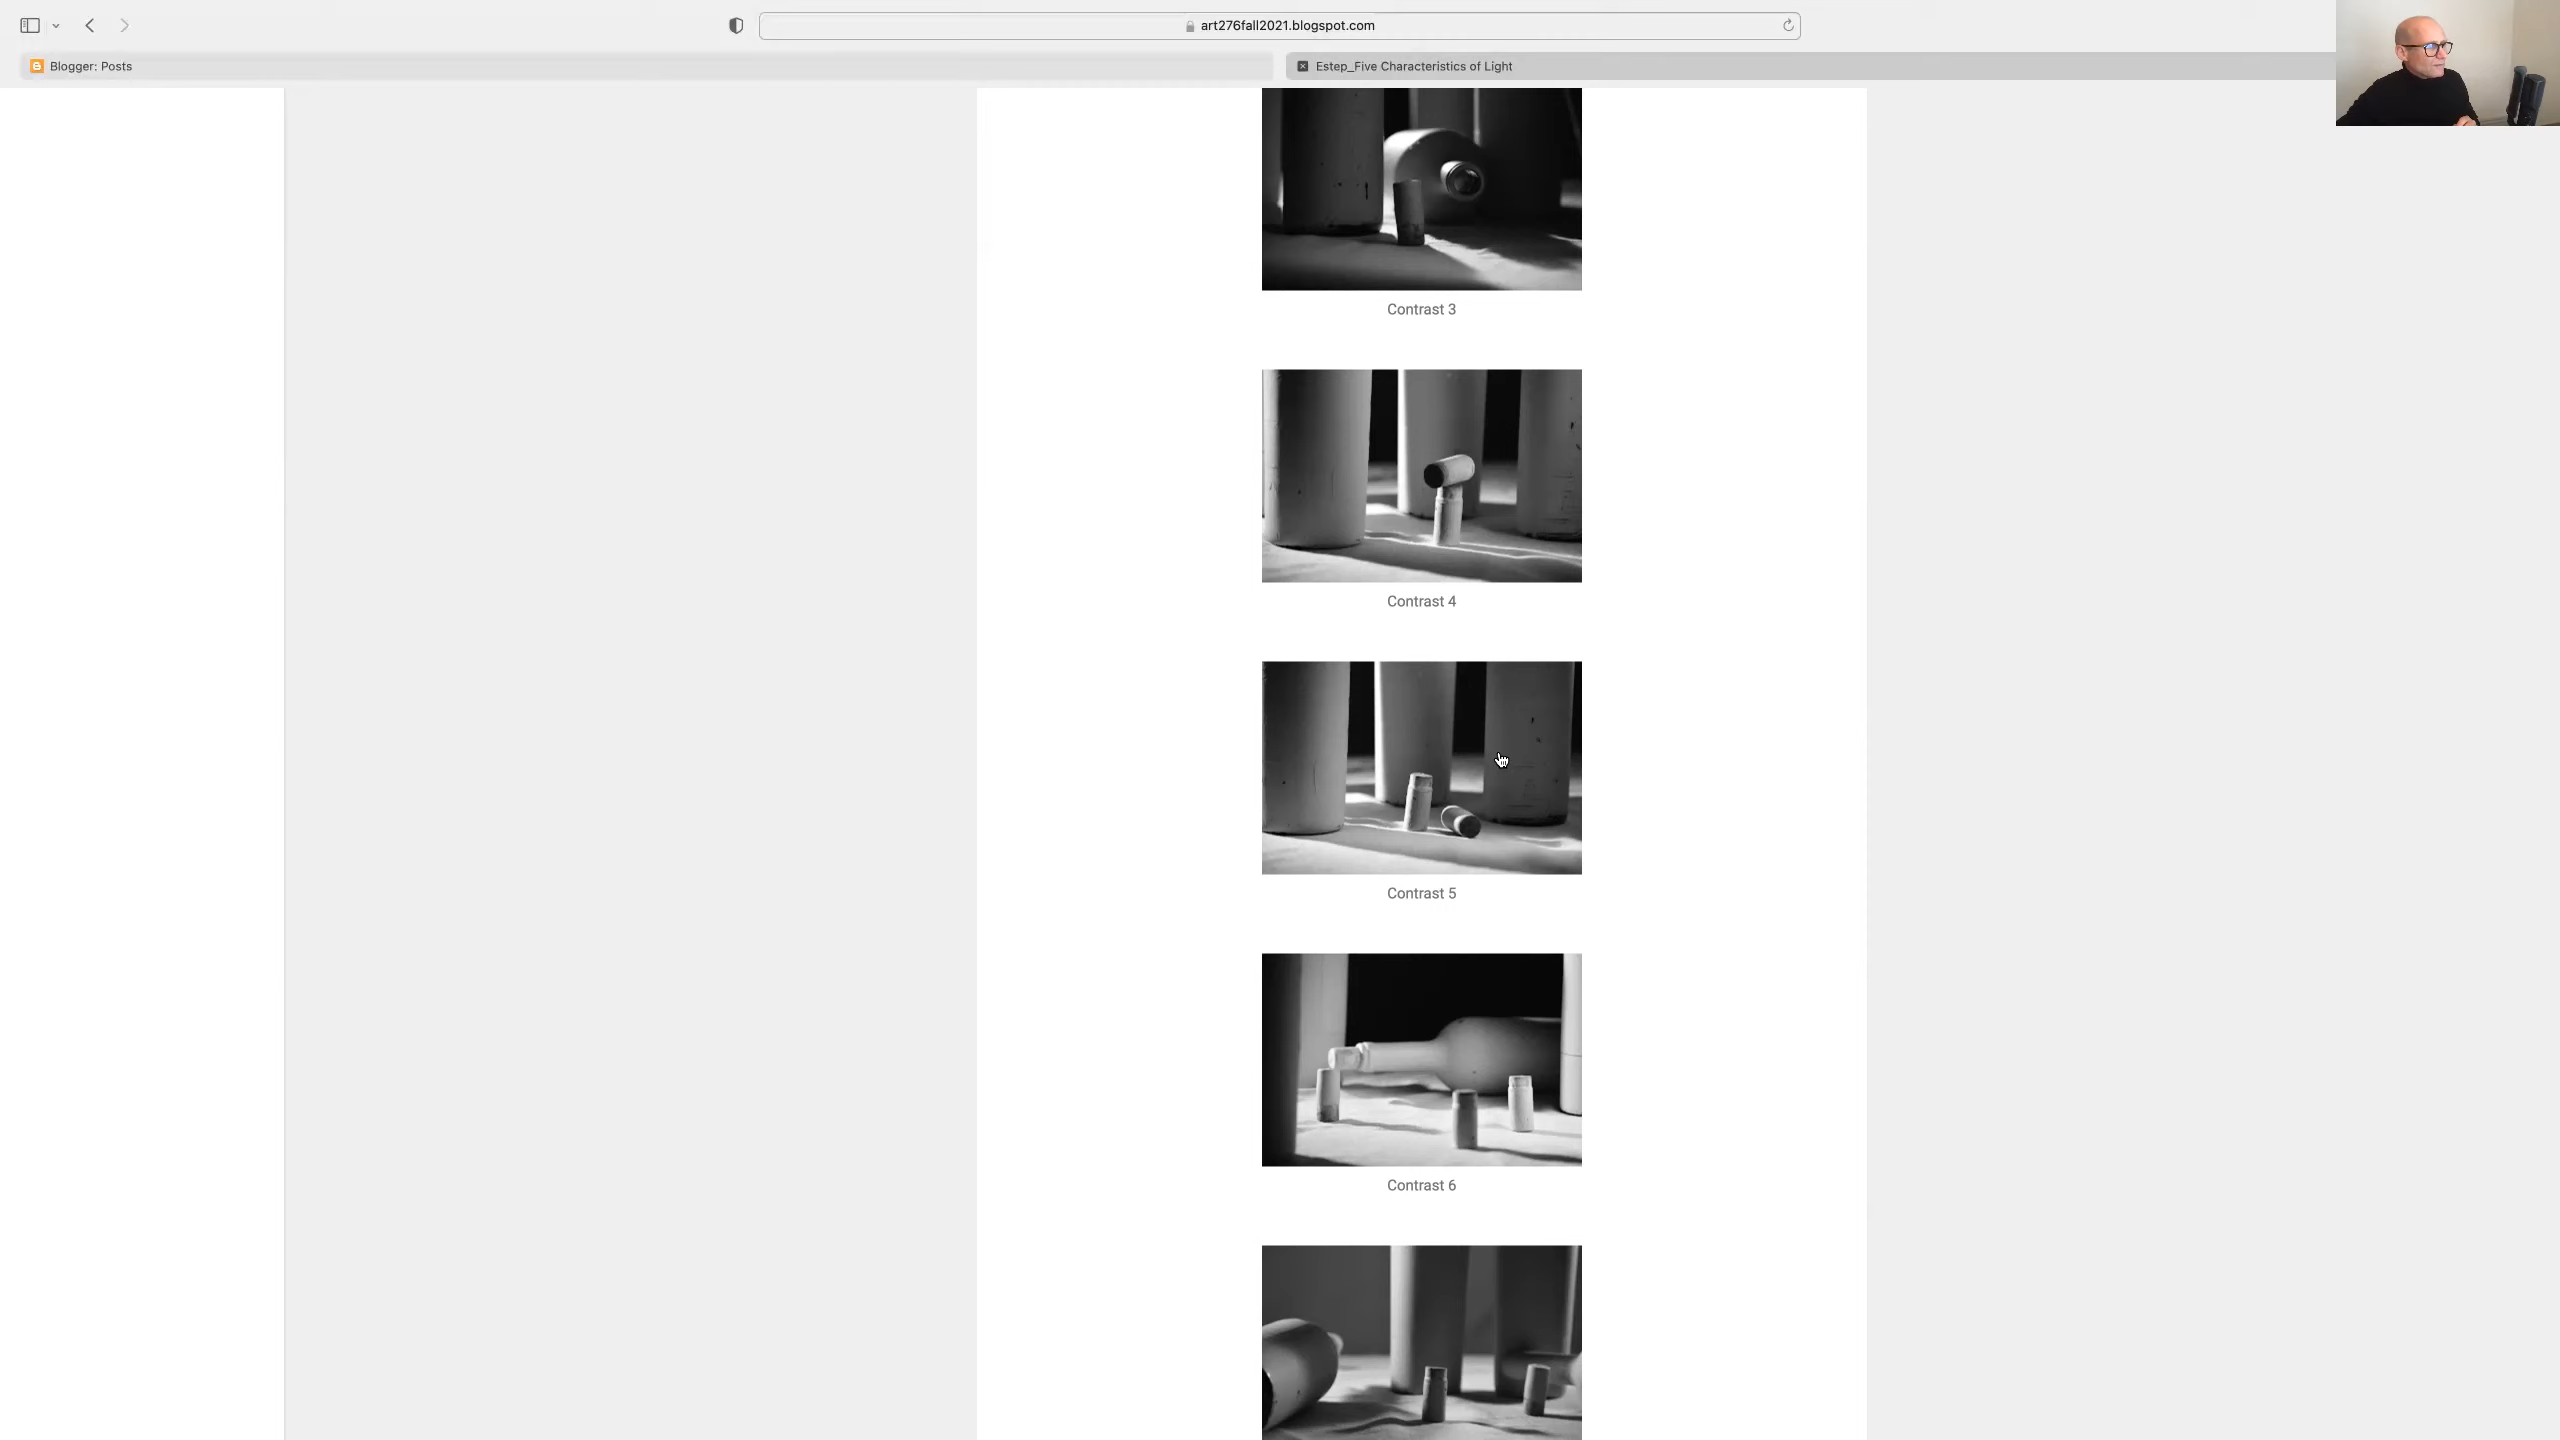 art276fall2021.blogspot.com
Blogger: Posts
Estep_Five Characteristics of Light
Contrast 3
Contrast 4
Contrast 5
Contrast 6